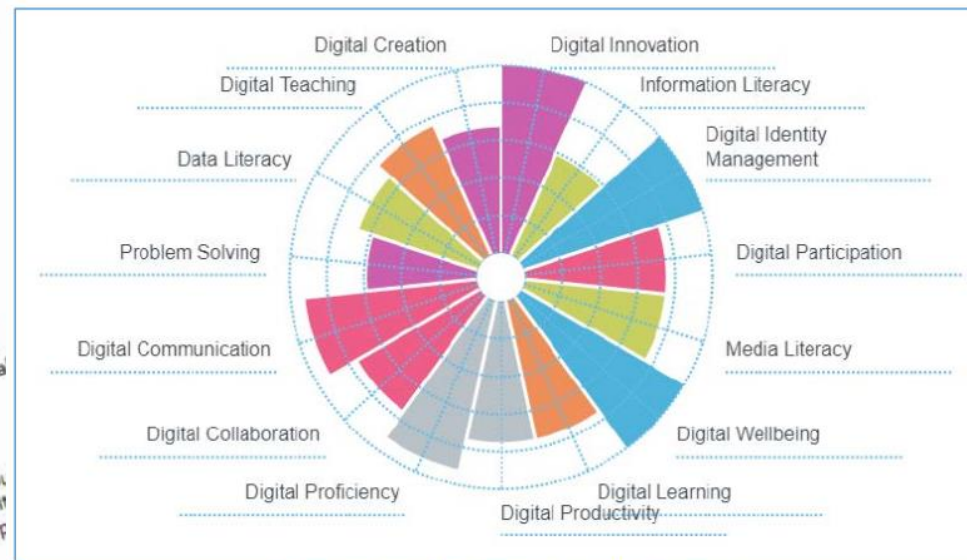 Digital Creation
Digital Innovation
Digital Teaching
Information Literacy
Digital Identity
Management
Data Literacy
Problem Solving
Digital Participation
Digital Communication
Media Literacy
Digital Collaboration
Digital Wellbeing
Digital Proficiency
Digital Learning
Digital Productivity